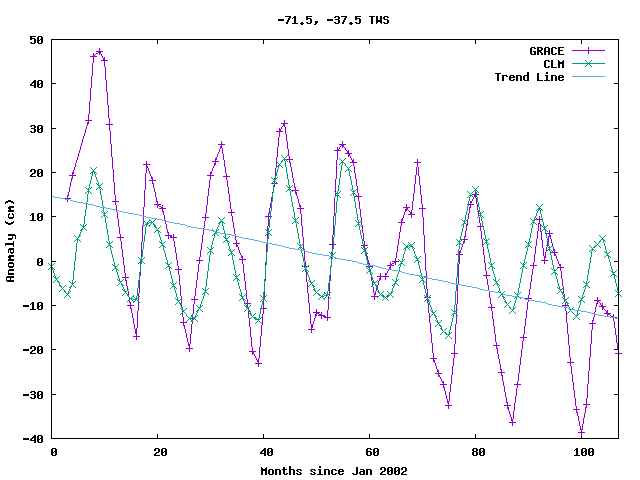 -71.5, -37.5 TWS
GRACE
CLM
Trend Line
50
40
30
20
10
0
-10
-20
-30
-40
Anomaly (cm)
0 20 40 60 80 100
Months since Jan 2002